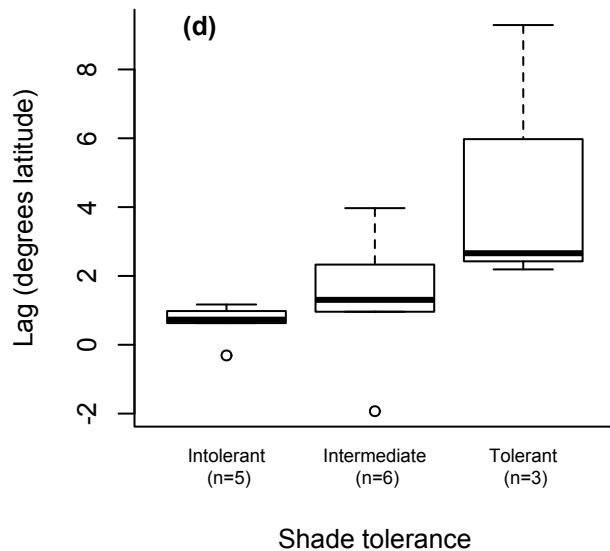 (d)
Lag (degrees latitude)
8
6
4
2
0
-2
Intolerant Intermediate Tolerant
(n=5) (n=6) (n=3)
Shade tolerance